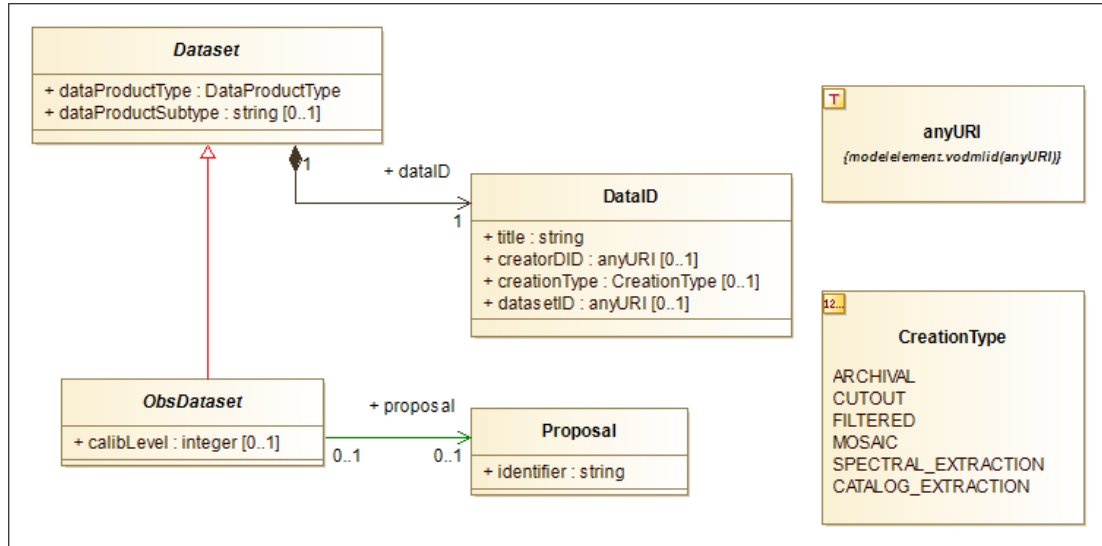 Dataset
+ dataProductType : DataProductType
+ dataProductSubtype : string [0..1]
1
+ dataID
1
DataID
+ title : string
+ creatorDID : anyURI [0..1]
+ creationType : CreationType [0..1]
+ datasetID : anyURI [0..1]
T
anyURI
{modelelement.vodmlid(anyURI)}
ObsDataset
+ calibLevel : integer [0..1]
+ proposal
0..1
0..1
Proposal
+ identifier : string
12...
CreationType
ARCHIVAL
CUTOUT
FILTERED
MOSAIC
SPECTRAL_EXTRACTION
CATALOG_EXTRACTION